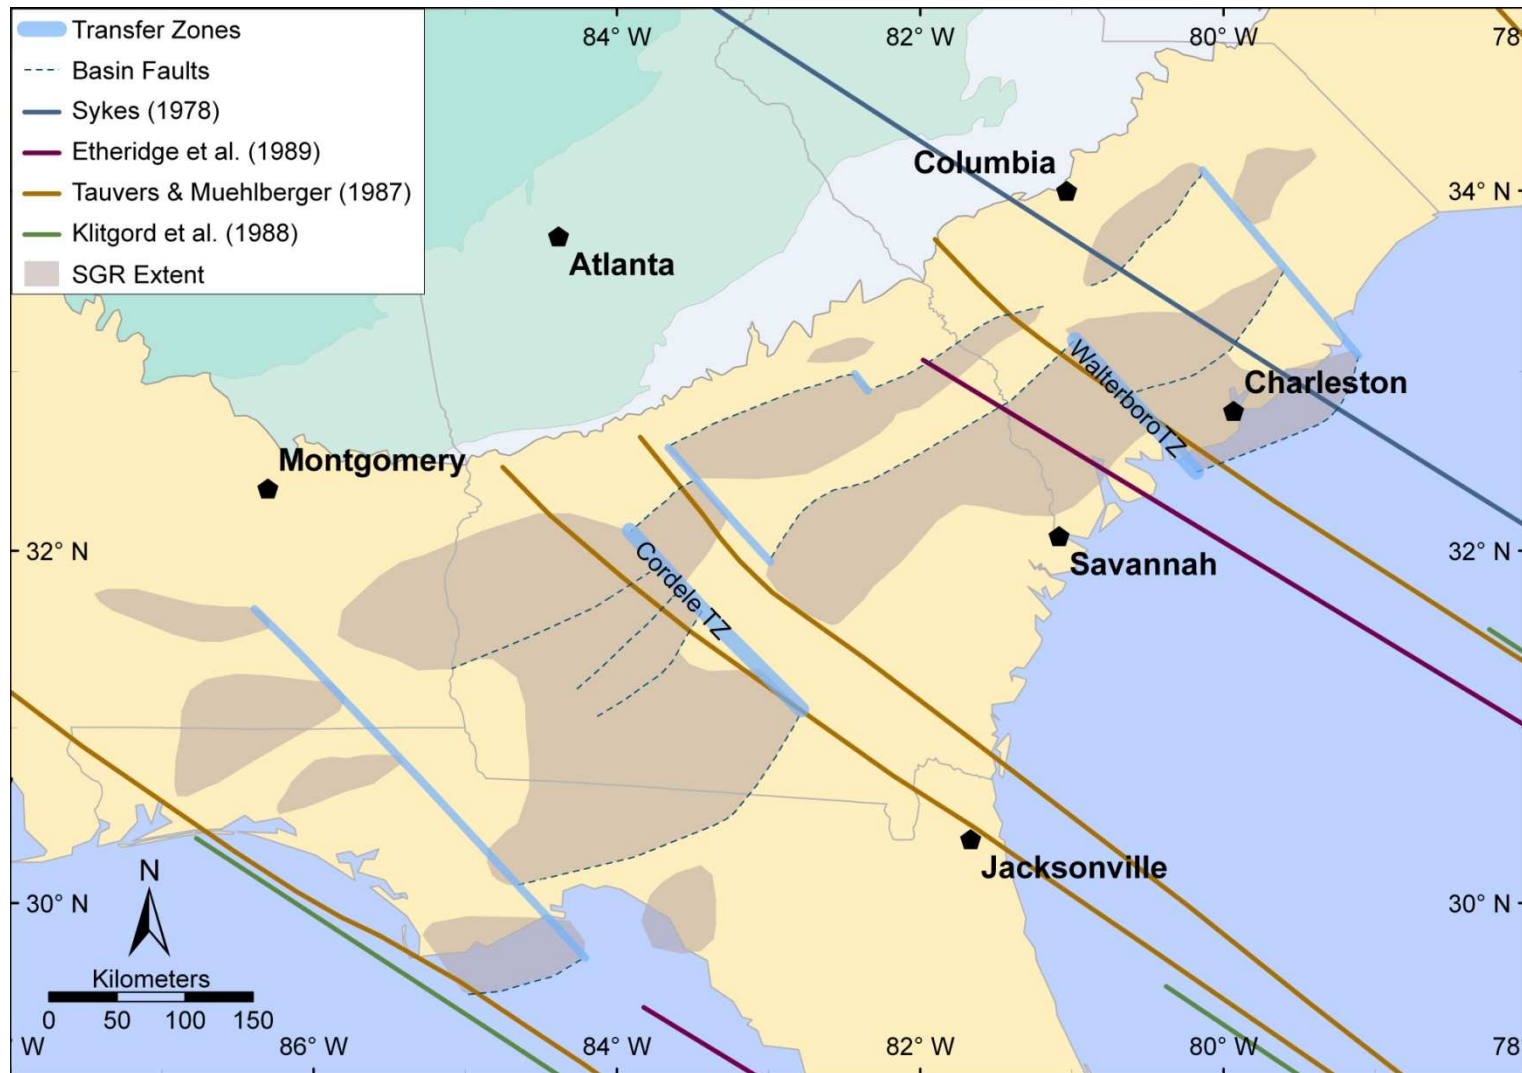 Transfer Zones
Basin Faults
Sykes (1978)
Etheridge et al. (1989)
Tauvers & Muehlberger (1987)
Klitgord et al. (1988)
SGR Extent
84° W
82° W
80° W
78°
Columbia
34° N
Atlanta
Charleston
Walterboro TZ
Montgomery
32° N
32° N
Savannah
Cordele TZ
Jacksonville
30° N
30° N
N
Kilometers
0 50 100 150
W
86° W
84° W
82° W
80° W
78°